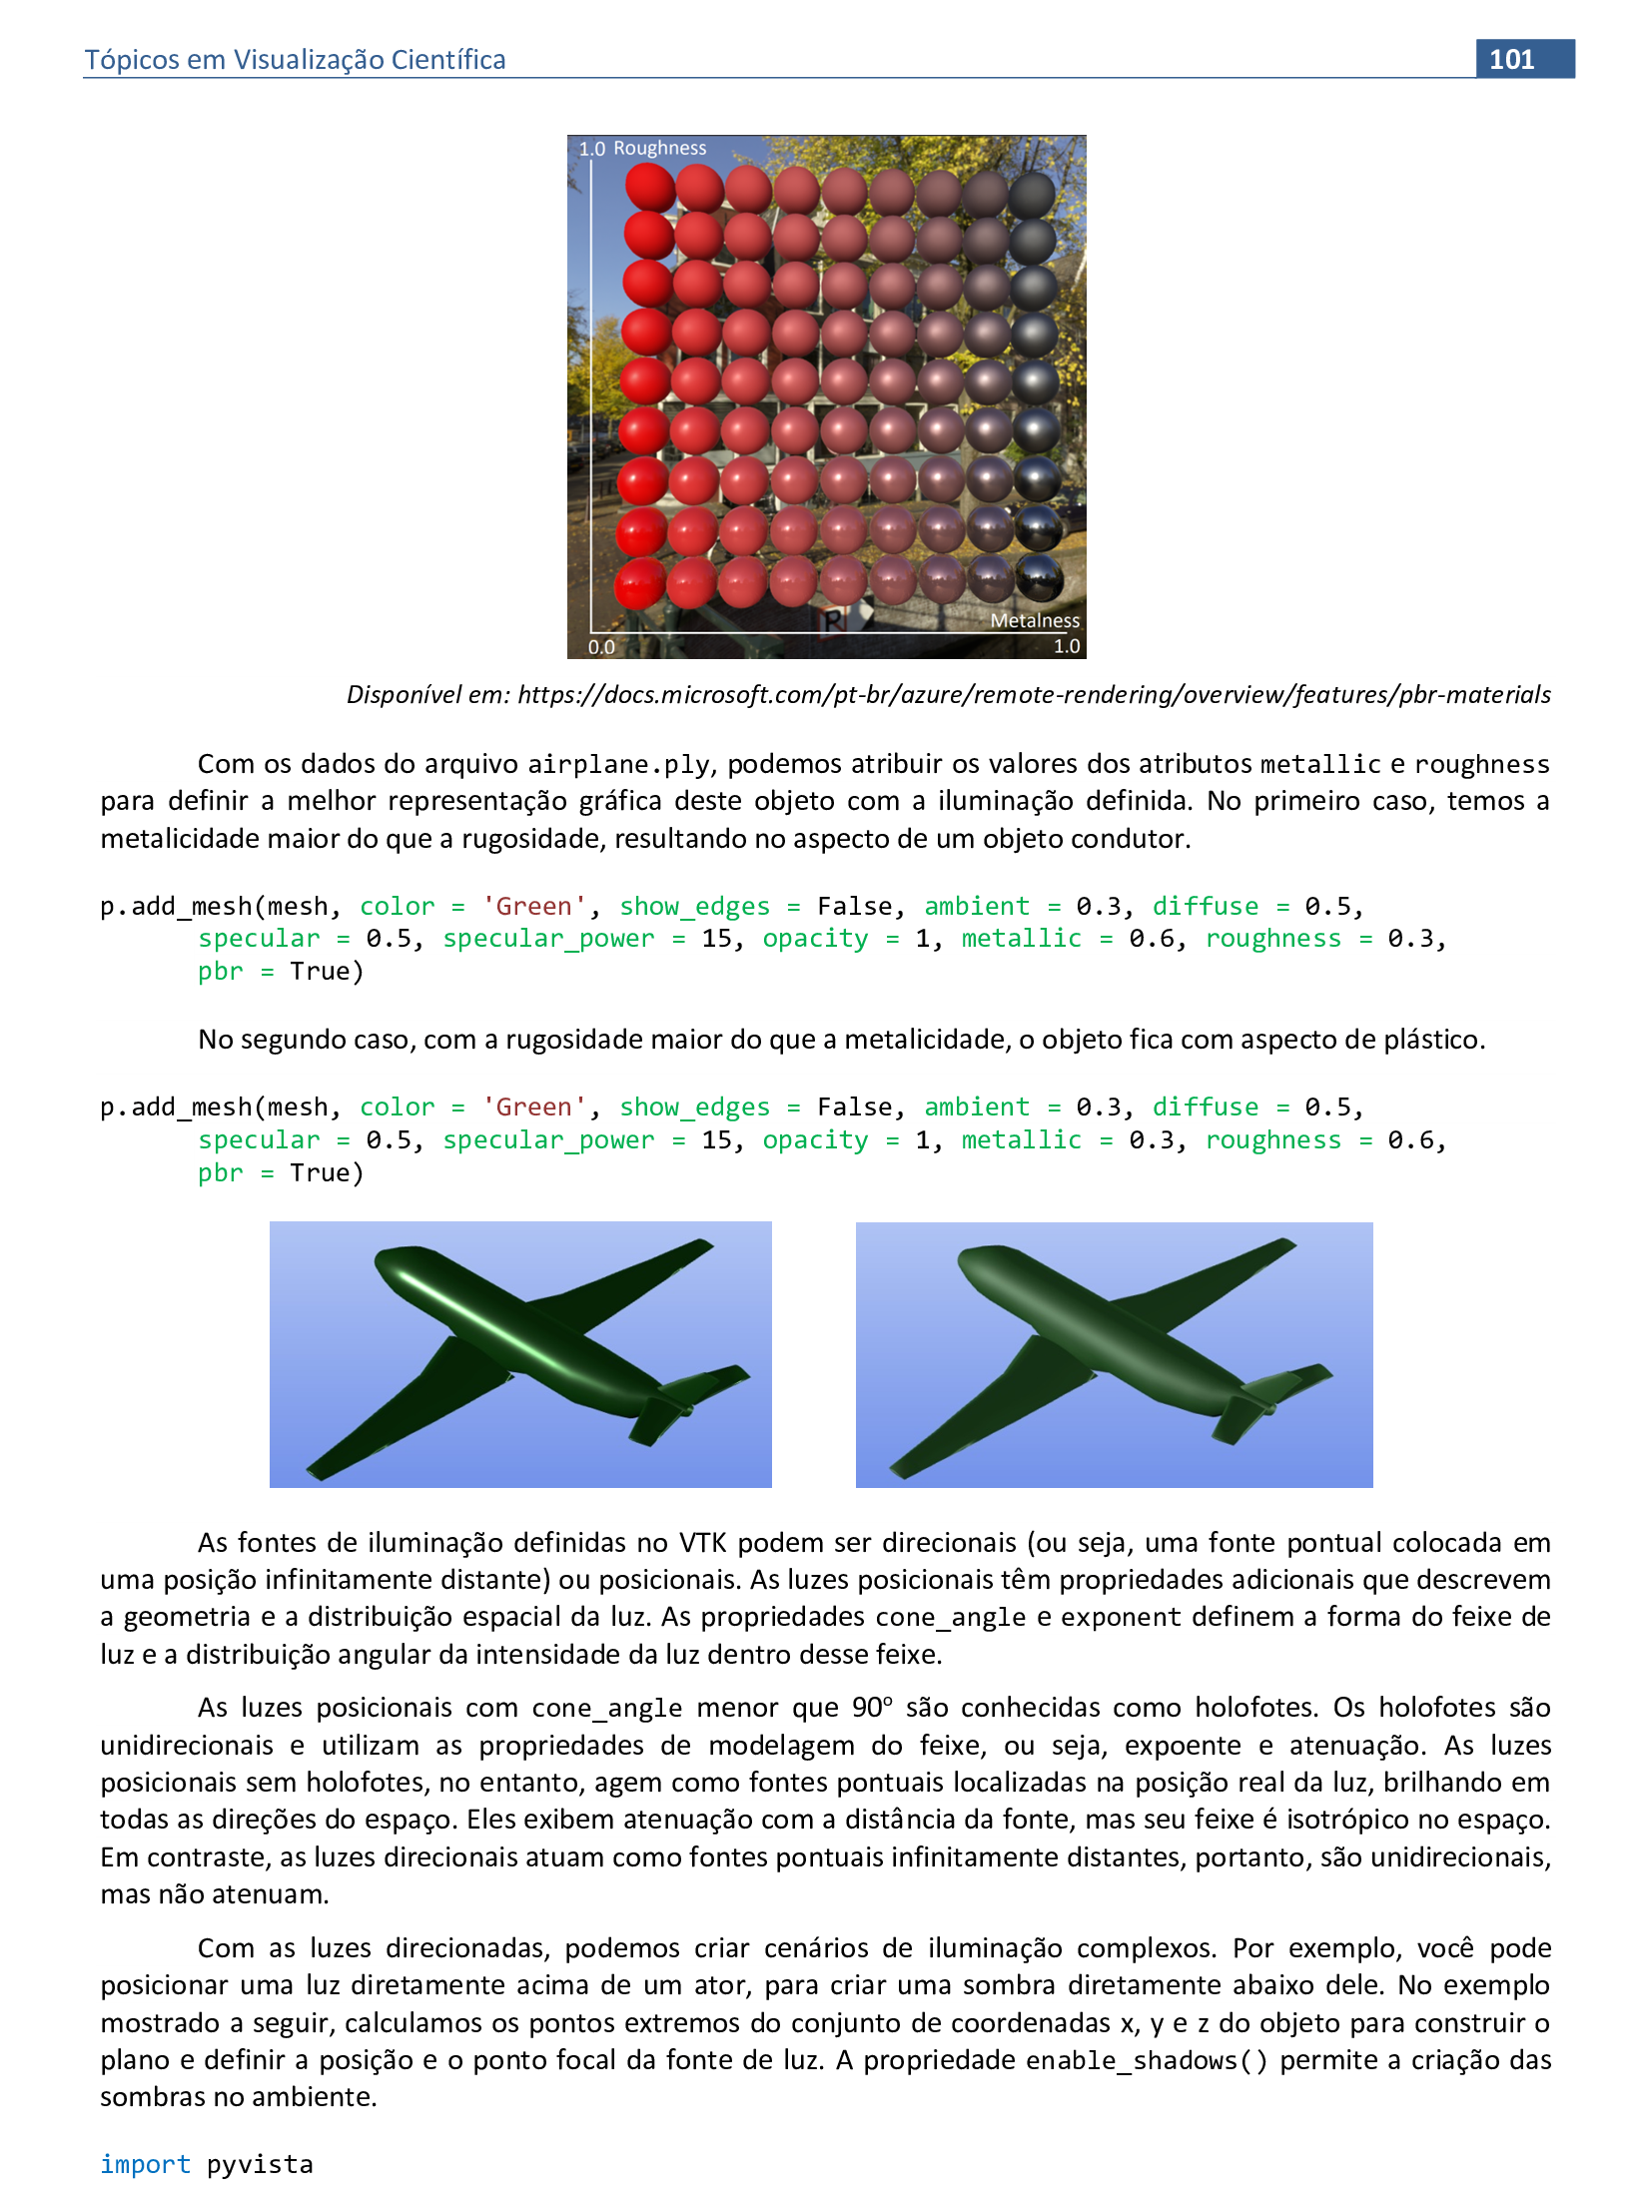 Tópicos em Visualização Científica 101
1.0 Roughness
Metalness
0.0 1.0
Disponível em: https://docs.microsoft.com/pt-br/azure/remote-rendering/overview/features/pbr-materials
Com os dados do arquivo airplane.ply, podemos atribuir os valores dos atributos metallic e roughness
para definir a melhor representação gráfica deste objeto com a iluminação definida. No primeiro caso, temos a
metalicidade maior do que a rugosidade, resultando no aspecto de um objeto condutor.
p.add_mesh(mesh, color = 'Green', show_edges = False, ambient = 0.3, diffuse = 0.5,
specular = 0.5, specular_power = 15, opacity = 1, metallic = 0.6, roughness = 0.3,
pbr = True)
No segundo caso, com a rugosidade maior do que a metalicidade, o objeto fica com aspecto de plástico.
p.add_mesh(mesh, color = 'Green', show_edges = False, ambient = 0.3, diffuse = 0.5,
specular = 0.5, specular_power = 15, opacity = 1, metallic = 0.3, roughness = 0.6,
pbr = True)
As fontes de iluminação definidas no VTK podem ser direcionais (ou seja, uma fonte pontual colocada em
uma posição infinitamente distante) ou posicionais. As luzes posicionais têm propriedades adicionais que descrevem
a geometria e a distribuição espacial da luz. As propriedades cone_angle e exponent definem a forma do feixe de
luz e a distribuição angular da intensidade da luz dentro desse feixe.
As luzes posicionais com cone_angle menor que 90º são conhecidas como holofotes. Os holofotes são
unidirecionais e utilizam as propriedades de modelagem do feixe, ou seja, expoente e atenuação. As luzes
posicionais sem holofotes, no entanto, agem como fontes pontuais localizadas na posição real da luz, brilhando em
todas as direções do espaço. Eles exibem atenuação com a distância da fonte, mas seu feixe é isotrópico no espaço.
Em contraste, as luzes direcionais atuam como fontes pontuais infinitamente distantes, portanto, são unidirecionais,
mas não atenuam.
Com as luzes direcionadas, podemos criar cenários de iluminação complexos. Por exemplo, você pode
posicionar uma luz diretamente acima de um ator, para criar uma sombra diretamente abaixo dele. No exemplo
mostrado a seguir, calculamos os pontos extremos do conjunto de coordenadas x, y e z do objeto para construir o
plano e definir a posição e o ponto focal da fonte de luz. A propriedade enable_shadows() permite a criação das
sombras no ambiente.
import pyvista